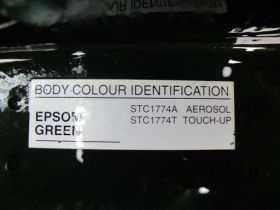 BODY COLOUR IDENTIFICATION
EPSOM GREEN
STC1774A AEROSOL
STC1774T TOUCH-UP